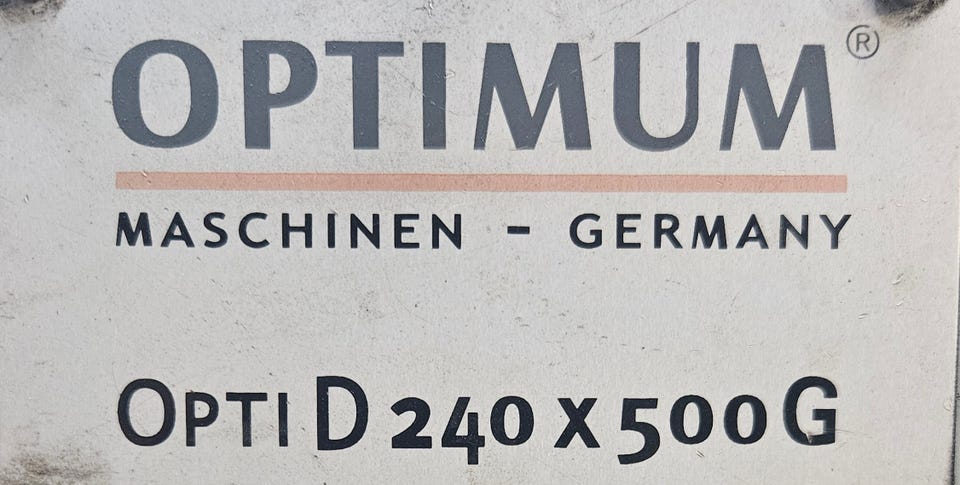 OPTIMUM®
MASCHINEN - GERMANY
OPTI D 240 X 500 G